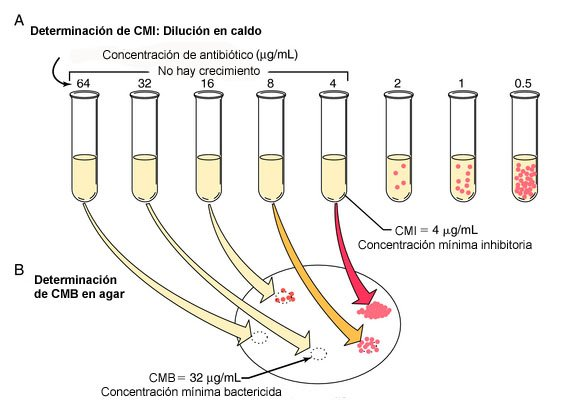 A
Determinación de CMI: Dilución en caldo
Concentración de antibiótico (µg/mL)
No hay crecimiento
64 32 16 8 4 2 1 0.5
CMI = 4 µg/mL
Concentración mínima inhibitoria
B
Determinación
de CMB en agar
CMB = 32 µg/mL
Concentración mínima bactericida